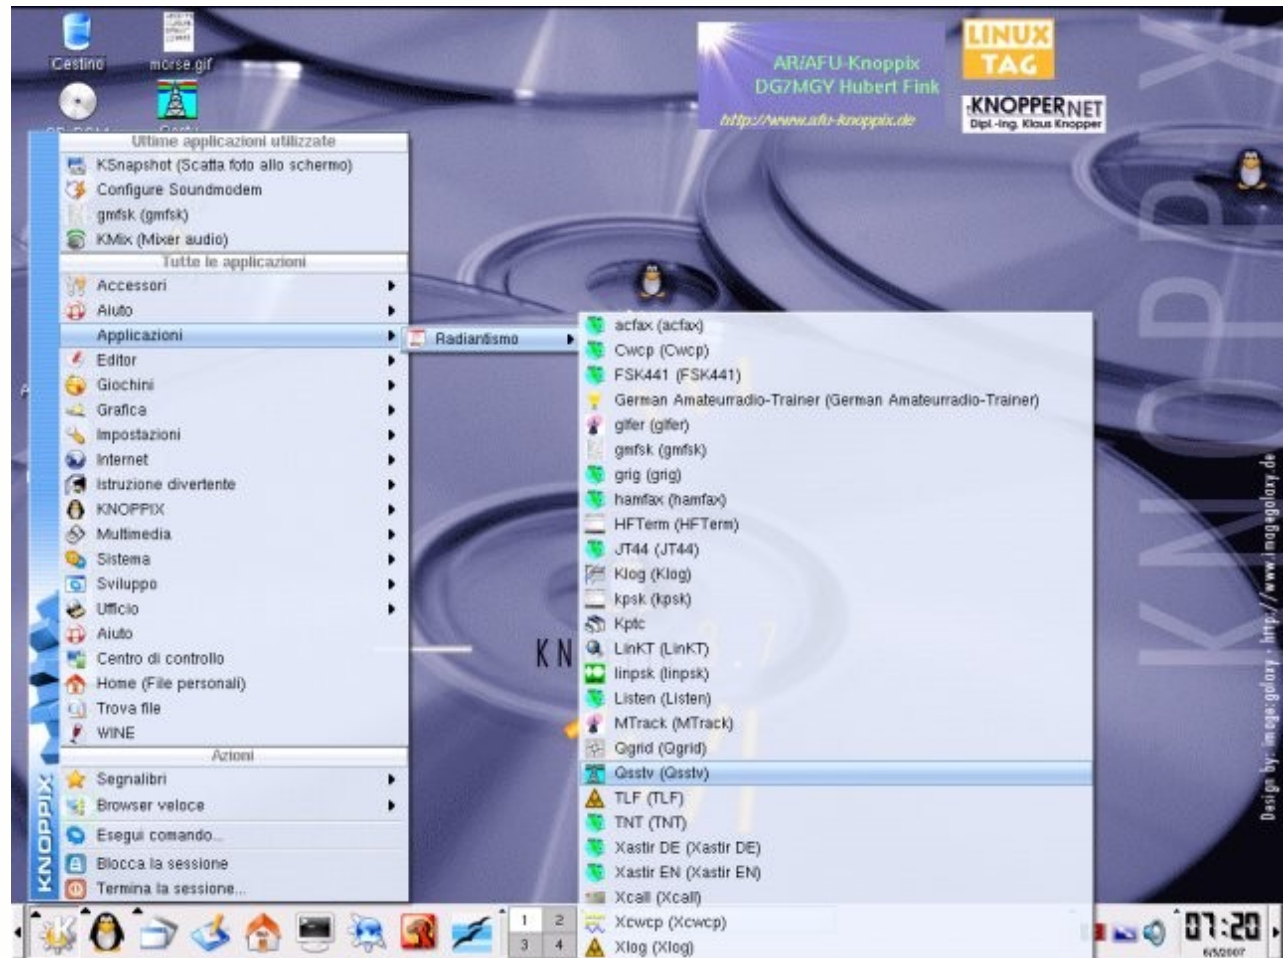 Cestino
morse.gif
AR/AFU-Knoppix
DG7MGY Hubert Fink
http://www.afu-knoppix.de
LINUX
TAG
KNOPPER.NET
Dipl.-Ing. Klaus Knopper
Ultime applicazioni utilizzate
KSnapshot (Scatta foto allo schermo)
Configure Soundmodem
gmfsk (gmfsk)
KMix (Mixer audio)
Tutte le applicazioni
Accessori
Aiuto
Applicazioni
Editor
Giochini
Grafica
Impostazioni
Internet
Istruzione divertente
KNOPPIX
Multimedia
Sistema
Sviluppo
Ufficio
Aiuto
Centro di controllo
Home (File personali)
Trova file
WINE
Azioni
Segnalibri
Browser veloce
Esegui comando...
Blocca la sessione
Termina la sessione...
KNOPPIX
Radiantismo
acfax (acfax)
Cwcp (Cwcp)
FSK441 (FSK441)
German Amateurradio-Trainer (German Amateurradio-Trainer)
glfer (glfer)
gmfsk (gmfsk)
grig (grig)
hamfax (hamfax)
HFTerm (HFTerm)
JT44 (JT44)
Klog (Klog)
kpsk (kpsk)
Kptc
LinKT (LinKT)
linpsk (linpsk)
Listen (Listen)
MTrack (MTrack)
Qgrid (Qgrid)
Qsstv (Qsstv)
TLF (TLF)
TNT (TNT)
Xastir DE (Xastir DE)
Xastir EN (Xastir EN)
Xcall (Xcall)
Xcwcp (Xcwcp)
Xlog (Xlog)
KNOPPIX
Design by: image:galaxy - http://www.imagegalaxy.de
1 2
3 4
07:20
6/5/2007